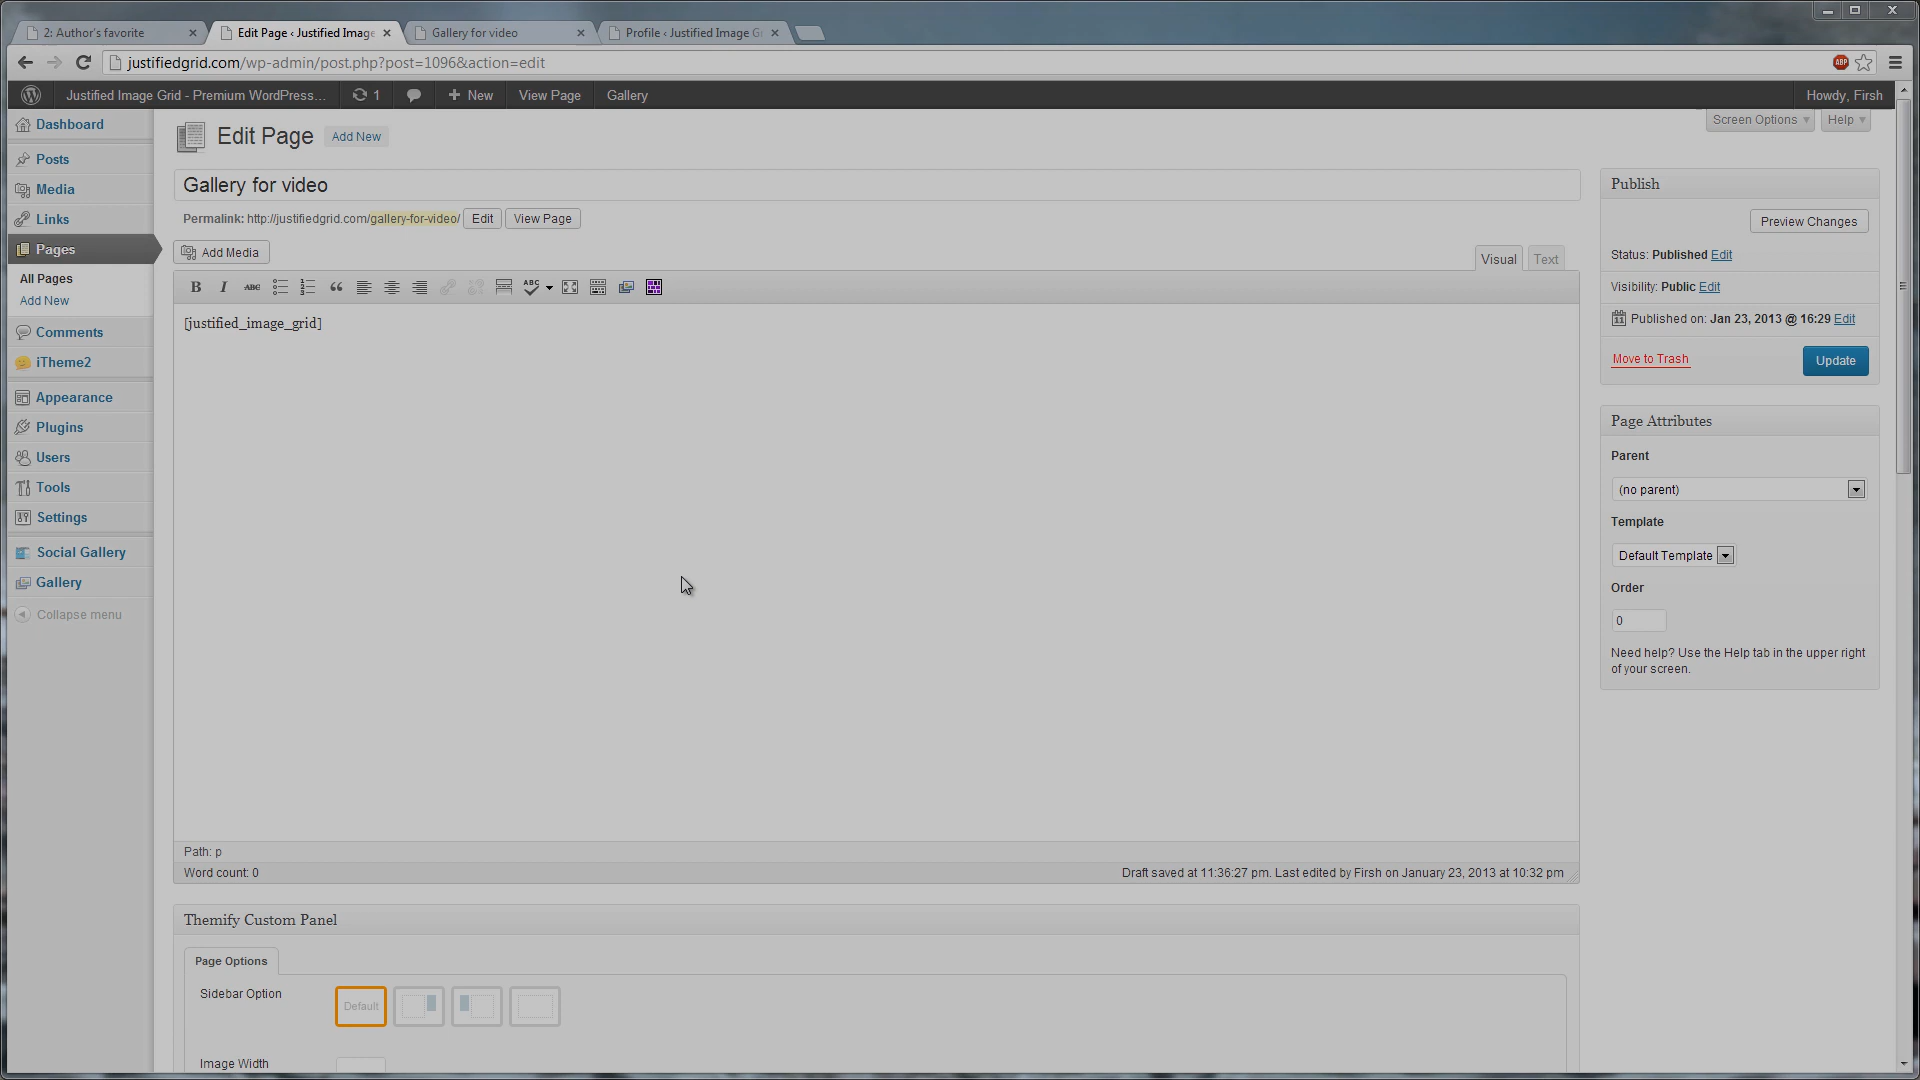 2: Author's favorite
Edit Page ‹ Justified Image
Gallery for video
Profile ‹ Justified Image G
justifiedgrid.com/wp-admin/post.php?post=1096&action=edit
ABP
Justified Image Grid - Premium WordPress...
1
New
View Page
Gallery
Howdy, Firsh
Dashboard
Posts
Media
Links
Pages
All Pages
Add New
Comments
iTheme2
Appearance
Plugins
Users
Tools
Settings
Social Gallery
Gallery
Collapse menu
Edit Page
Add New
Screen Options
Help
Gallery for video
Permalink: http://justifiedgrid.com/gallery-for-video/
Edit
View Page
Add Media
Visual
Text
B
I
ABC
ABC
[justified_image_grid]
Path: p
Word count: 0
Draft saved at 11:36:27 pm. Last edited by Firsh on January 23, 2013 at 10:32 pm
Themify Custom Panel
Page Options
Sidebar Option
Default
Image Width
Publish
Preview Changes
Status: Published Edit
Visibility: Public Edit
11
Published on: Jan 23, 2013 @ 16:29 Edit
Move to Trash
Update
Page Attributes
Parent
(no parent)
Template
Default Template
Order
0
Need help? Use the Help tab in the upper right
of your screen.